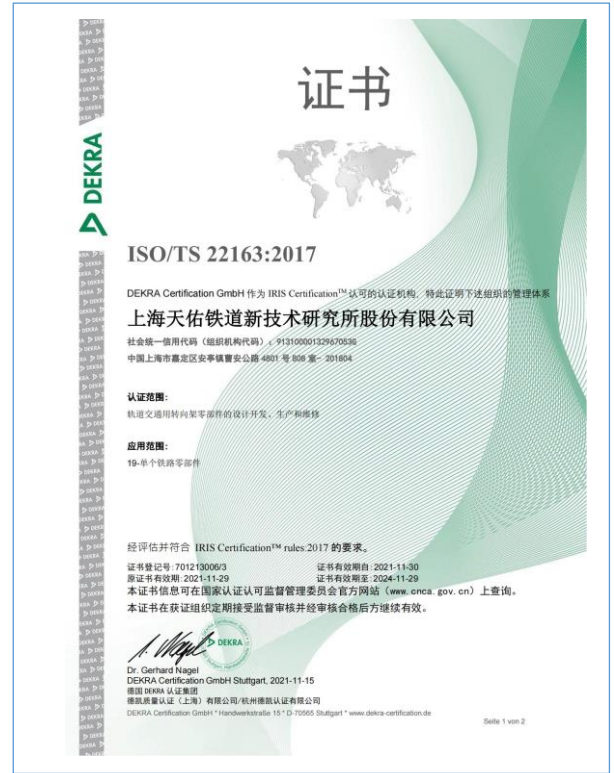 证书
DEKRA
ISO/TS 22163:2017
DEKRA Certification GmbH 作为 IRIS Certification™ 认可的认证机构，特此证明下述组织的管理体系
上海天佑铁道新技术研究所股份有限公司
社会统一信用代码（组织机构代码）：913100001329670536
中国上海市嘉定区安亭镇曹安公路 4801 号 808 室– 201804
认证范围:
轨道交通用转向架零部件的设计开发、生产和维修
应用范围:
19-单个铁路零部件
经评估并符合 IRIS Certification™ rules:2017 的要求。
证书登记号:701213006/3 证书有效期自:2021-11-30
原证书有效期:2021-11-29 证书有效期至:2024-11-29
本证书信息可在国家认证认可监督管理委员会官方网站（www.cnca.gov.cn）上查询。
本证书在获证组织定期接受监督审核并经审核合格后方继续有效。
DEKRA
Dr. Gerhard Nagel
DEKRA Certification GmbH Stuttgart, 2021-11-15
德国 DEKRA 认证集团
德凯质量认证（上海）有限公司/杭州德凯认证有限公司
DEKRA Certification GmbH * Handwerkstraße 15 * D-70565 Stuttgart * www.dekra-certification.de
Seite 1 von 2